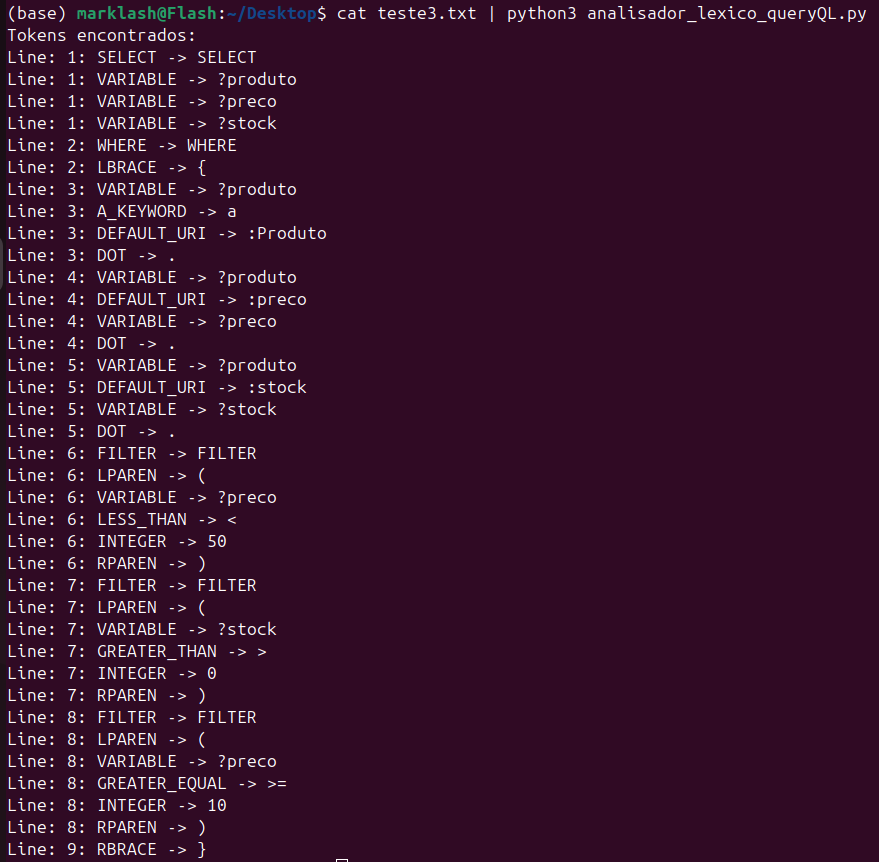 (base) marklash@Flash:~/Desktop$ cat teste3.txt | python3 analisador_lexico_queryQL.py
Tokens encontrados:
Line: 1: SELECT -> SELECT
Line: 1: VARIABLE -> ?produto
Line: 1: VARIABLE -> ?preco
Line: 1: VARIABLE -> ?stock
Line: 2: WHERE -> WHERE
Line: 2: LBRACE -> {
Line: 3: VARIABLE -> ?produto
Line: 3: A_KEYWORD -> a
Line: 3: DEFAULT_URI -> :Produto
Line: 3: DOT -> .
Line: 4: VARIABLE -> ?produto
Line: 4: DEFAULT_URI -> :preco
Line: 4: VARIABLE -> ?preco
Line: 4: DOT -> .
Line: 5: VARIABLE -> ?produto
Line: 5: DEFAULT_URI -> :stock
Line: 5: VARIABLE -> ?stock
Line: 5: DOT -> .
Line: 6: FILTER -> FILTER
Line: 6: LPAREN -> (
Line: 6: VARIABLE -> ?preco
Line: 6: LESS_THAN -> <
Line: 6: INTEGER -> 50
Line: 6: RPAREN -> )
Line: 7: FILTER -> FILTER
Line: 7: LPAREN -> (
Line: 7: VARIABLE -> ?stock
Line: 7: GREATER_THAN -> >
Line: 7: INTEGER -> 0
Line: 7: RPAREN -> )
Line: 8: FILTER -> FILTER
Line: 8: LPAREN -> (
Line: 8: VARIABLE -> ?preco
Line: 8: GREATER_EQUAL -> >=
Line: 8: INTEGER -> 10
Line: 8: RPAREN -> )
Line: 9: RBRACE -> }